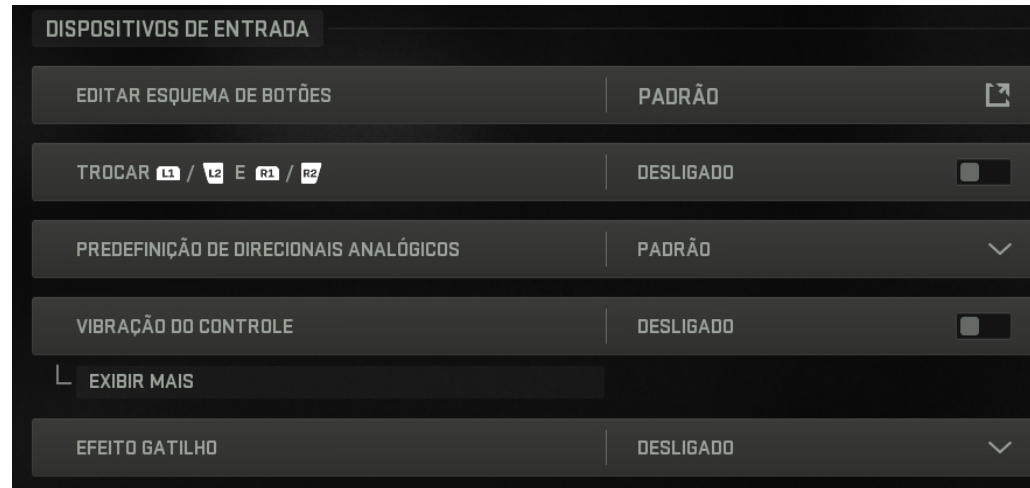 DISPOSITIVOS DE ENTRADA
EDITAR ESQUEMA DE BOTÕES PADRÃO
TROCAR L1 / L2 E R1 / R2 DESLIGADO
PREDEFINIÇÃO DE DIRECIONAIS ANALÓGICOS PADRÃO
VIBRAÇÃO DO CONTROLE DESLIGADO
EXIBIR MAIS
EFEITO GATILHO DESLIGADO